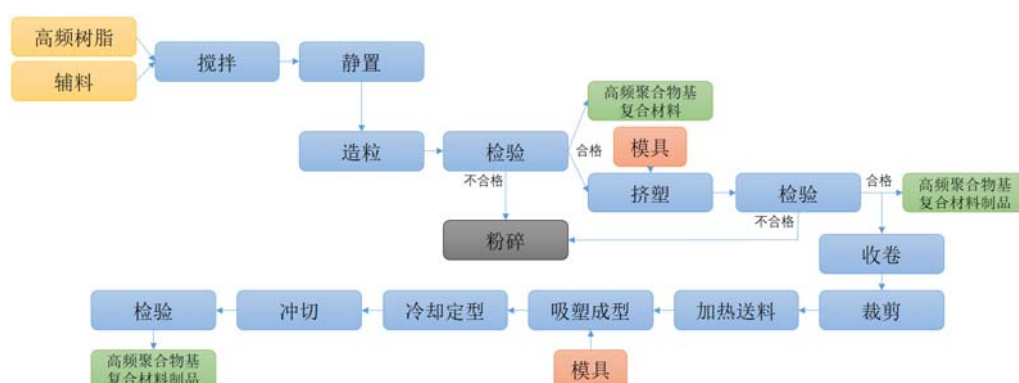 高频树脂
辅料
搅拌
静置
高频聚合物基
复合材料
造粒
检验
合格
模具
不合格
挤塑
检验
合格
高频聚合物基
复合材料制品
不合格
粉碎
收卷
检验
冲切
冷却定型
吸塑成型
加热送料
裁剪
高频聚合物基
复合材料制品
模具